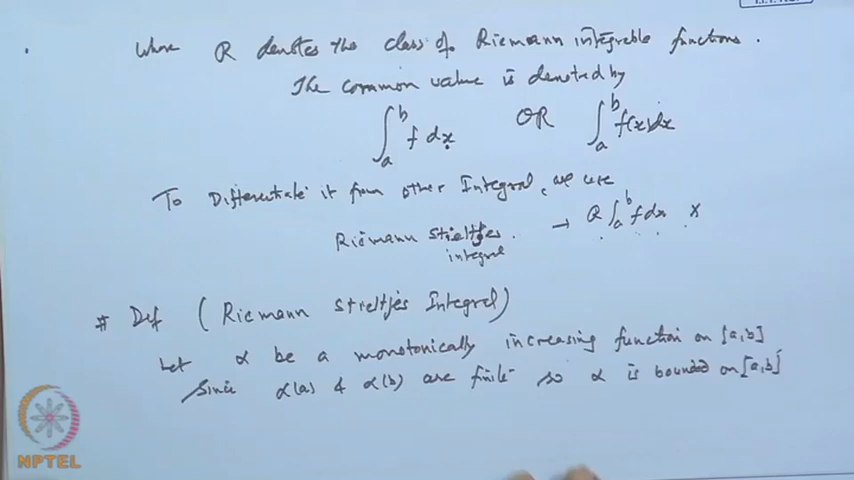 Where R denotes the class of Riemann integrable functions.
The common value is denoted by
∫_a^b f dx OR ∫_a^b f(x)dx
To Differentiate it from other Integral, we use
Riemann Stieltjes → R ∫_a^b f dx x
integral
# Def (Riemann Stieltjes Integral)
Let α be a monotonically increasing function on [a,b]
Since α(a) & α(b) are finite so α is bounded on [a,b]
NPTEL